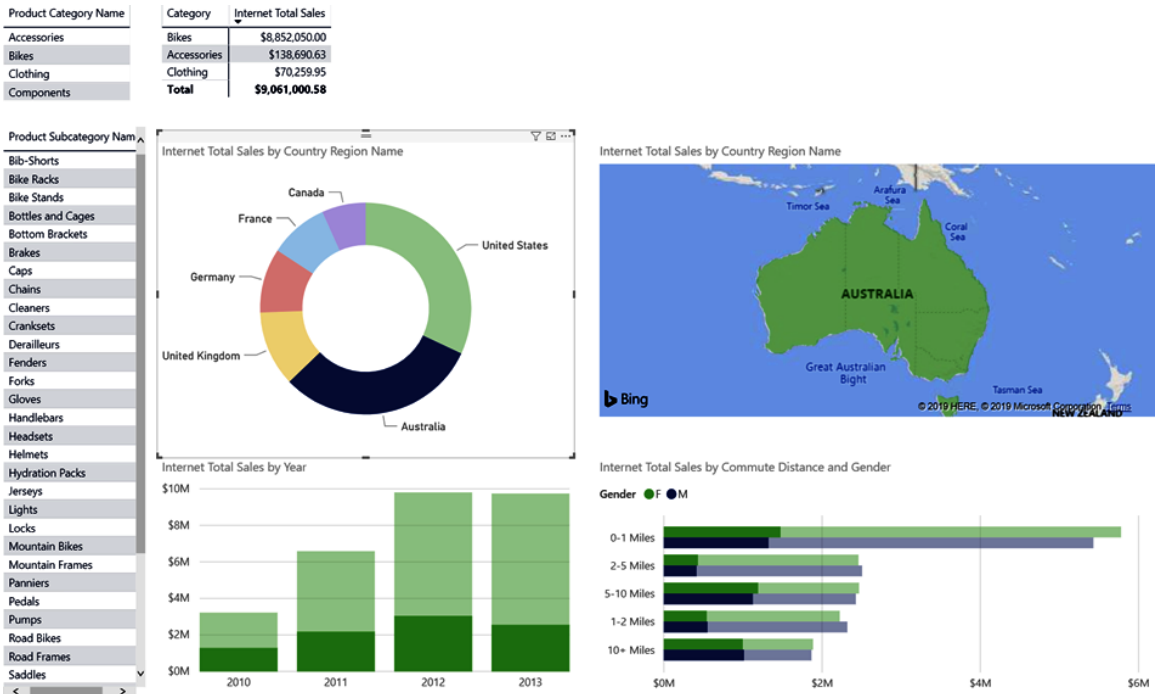 Product Category Name
Accessories
Bikes
Clothing
Components
Category Internet Total Sales
Bikes $8,852,050.00
Accessories $138,690.63
Clothing $70,259.95
Total $9,061,000.58
Product Subcategory Nam
Bib-Shorts
Bike Racks
Bike Stands
Bottles and Cages
Bottom Brackets
Brakes
Caps
Chains
Cleaners
Cranksets
Derailleurs
Fenders
Forks
Gloves
Handlebars
Headsets
Helmets
Hydration Packs
Jerseys
Lights
Locks
Mountain Bikes
Mountain Frames
Panniers
Pedals
Pumps
Road Bikes
Road Frames
Saddles
Internet Total Sales by Country Region Name
Canada
France
United States
Germany
United Kingdom
Australia
Internet Total Sales by Country Region Name
Arafura
Sea
Timor Sea
Coral
Sea
AUSTRALIA
Great Australian
Bight
Tasman Sea
Bing
© 2019 HERE, © 2019 Microsoft Corporation Terms
NEW ZEALAND
Internet Total Sales by Year
$10M
$8M
$6M
$4M
$2M
$0M
2010 2011 2012 2013
Internet Total Sales by Commute Distance and Gender
Gender F M
0-1 Miles
2-5 Miles
5-10 Miles
1-2 Miles
10+ Miles
$0M $2M $4M $6M